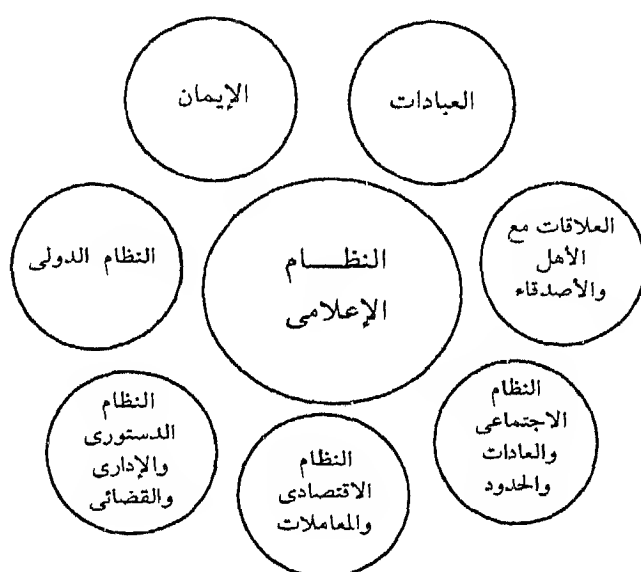 الإيمان
العبادات
العلاقات مع
الأهل
والأصدقاء
النظام الدولى
النظــــام
الإعلامى
النظام
الاجتماعى
والعادات
والحدود
النظام
الدستورى
والإدارى
والقضائى
النظام
الاقتصادى
والمعاملات